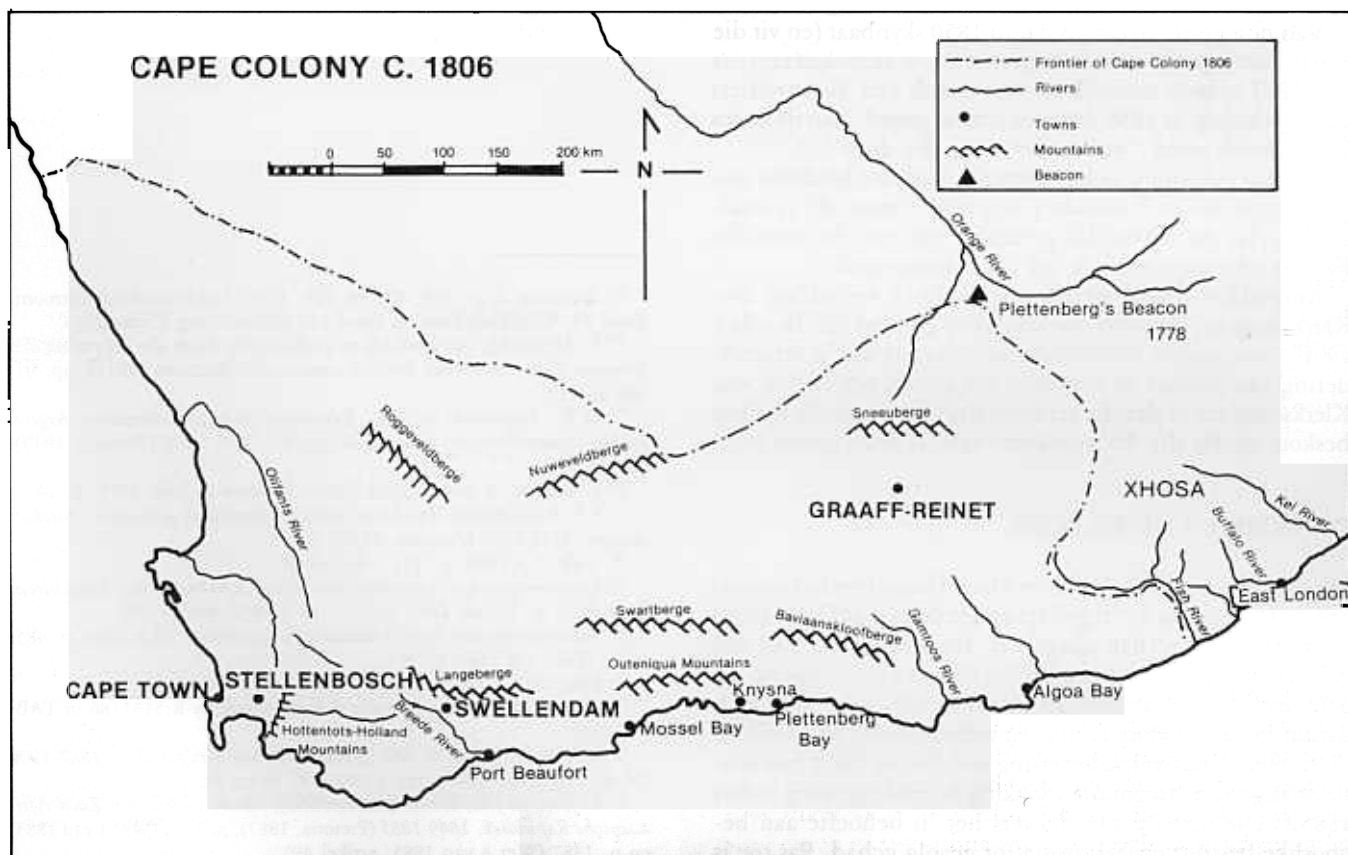 CAPE COLONY C. 1806
0 50 100 150 200 km
N
Frontier of Cape Colony 1806
Rivers
Towns
Mountains
Beacon
Orange River
Plettenberg's Beacon
1778
Roggeveldberge
Nuweveldberge
Sneeuberge
GRAAFF-REINET
XHOSA
Kei River
Buffalo River
Fish River
East London
Olifants River
Swartberge
Baviaanskloofberge
Gamtoos River
Algoa Bay
Outeniqua Mountains
Knysna
Plettenberg
Bay
Mossel Bay
Langeberge
CAPE TOWN
STELLENBOSCH
SWELLENDAM
Hottentots-Holland
Mountains
Breede River
Port Beaufort